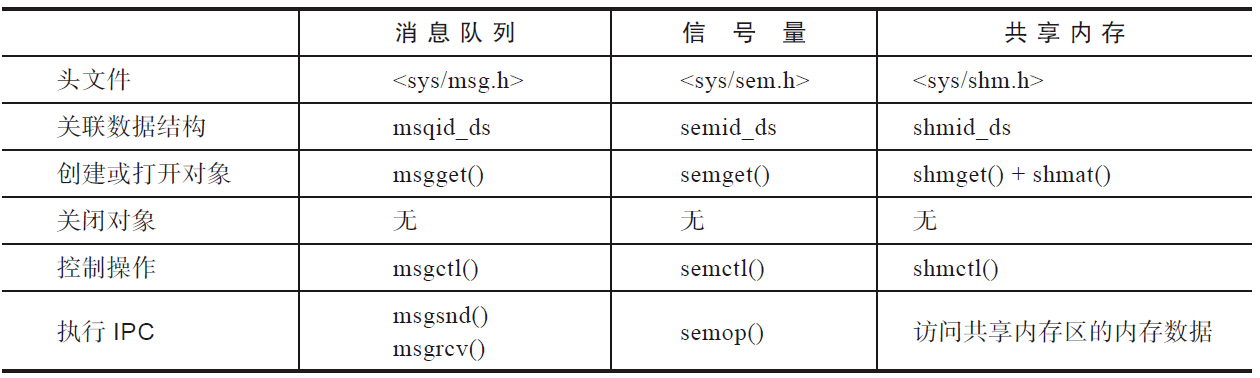 消息队列 信号量 共享内存
头文件 <sys/msg.h> <sys/sem.h> <sys/shm.h>
关联数据结构 msqid_ds semid_ds shmid_ds
创建或打开对象 msgget() semget() shmget() + shmat()
关闭对象 无 无 无
控制操作 msgctl() semctl() shmctl()
执行 IPC msgsnd() semop() 访问共享内存区的内存数据
msgrcv()